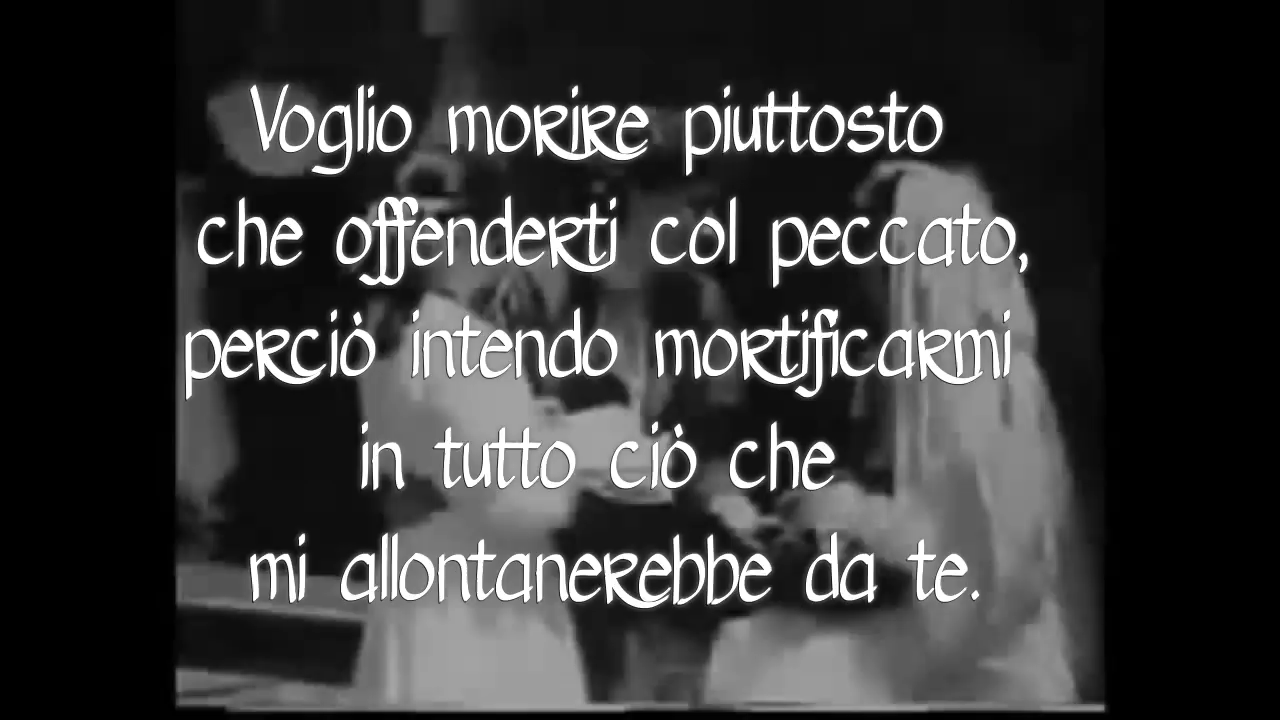 Voglio morire piuttosto
che offenderti col peccato,
perciò intendo mortificarmi
in tutto ciò che
mi allontanerebbe da te.